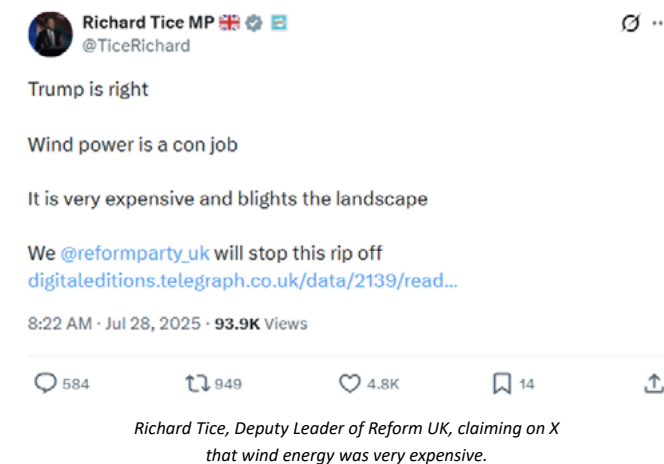 Richard Tice MP 🇬🇧
@TiceRichard
Trump is right
Wind power is a con job
It is very expensive and blights the landscape
We @reformparty_uk will stop this rip off
digitaleditions.telegraph.co.uk/data/2139/read...
8:22 AM · Jul 28, 2025 · 93.9K Views
584 949 4.8K 14
Richard Tice, Deputy Leader of Reform UK, claiming on X
that wind energy was very expensive.